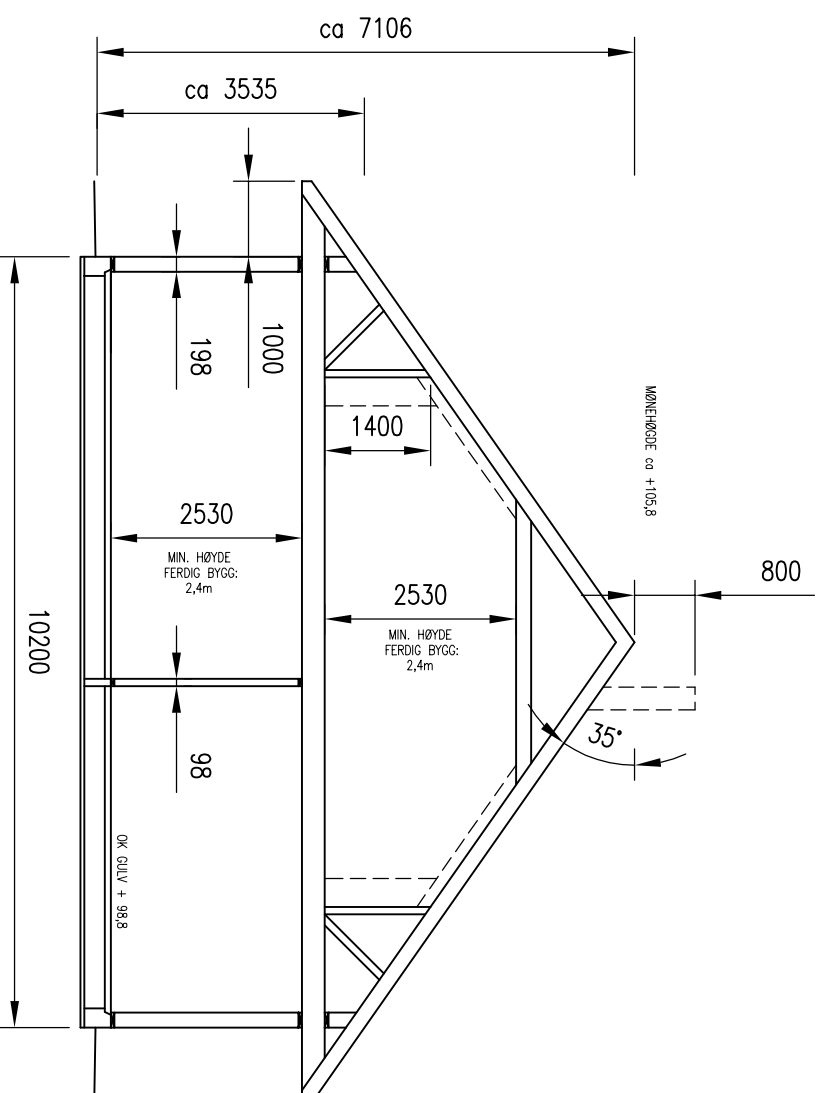 ca 7106
ca 3535
1000
198
1400
MØNEHØGDE ca +105,8
2530
MIN. HØYDE
FERDIG BYGG:
2,4m
800
2530
MIN. HØYDE
FERDIG BYGG:
2,4m
10200
35°
98
OK GULV + 98,8